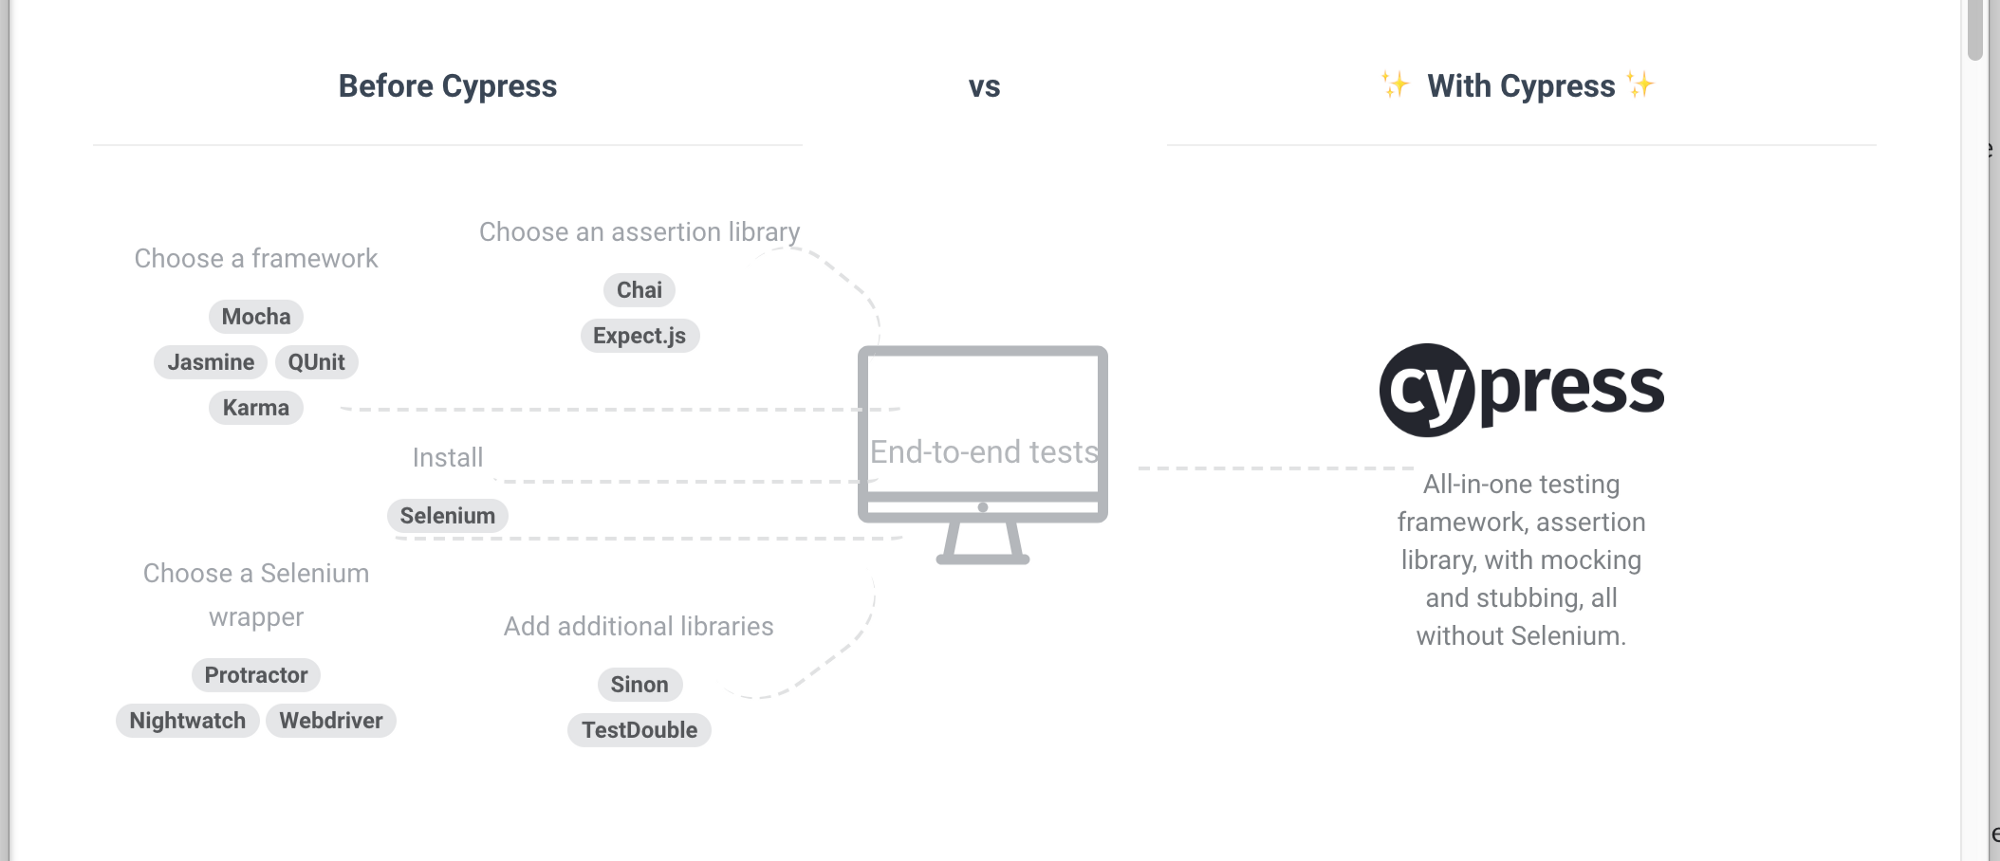 Before Cypress
vs
✨ With Cypress ✨
Choose a framework
Mocha
Jasmine QUnit
Karma
Choose an assertion library
Chai
Expect.js
Install
Selenium
Choose a Selenium
wrapper
Protractor
Nightwatch Webdriver
Add additional libraries
Sinon
TestDouble
End-to-end tests
cypress
All-in-one testing
framework, assertion
library, with mocking
and stubbing, all
without Selenium.